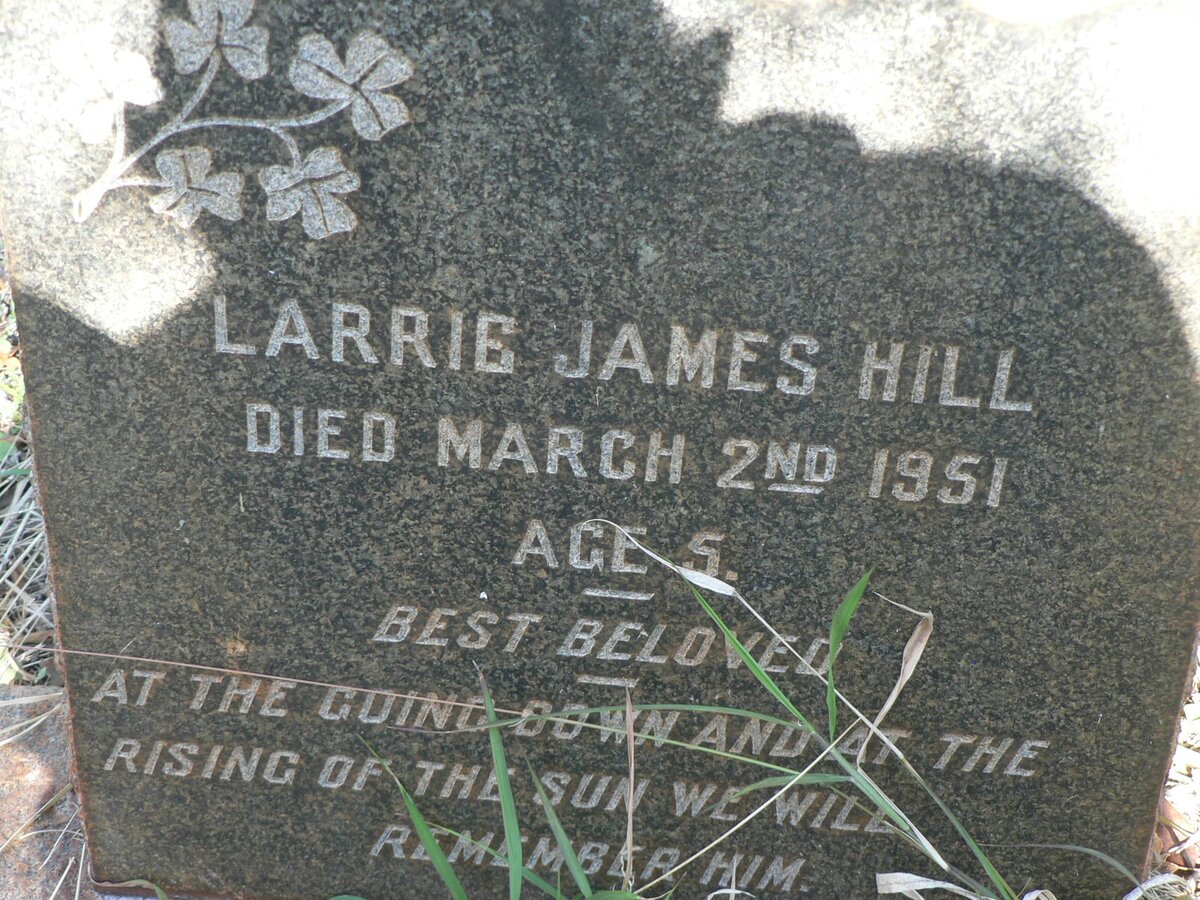 LARRIE JAMES HILL
DIED MARCH 2ND 1951
AGE 5.
BEST BELOVED
AT THE GOING DOWN AND AT THE
RISING OF THE SUN WE WILL
REMEMBER HIM.